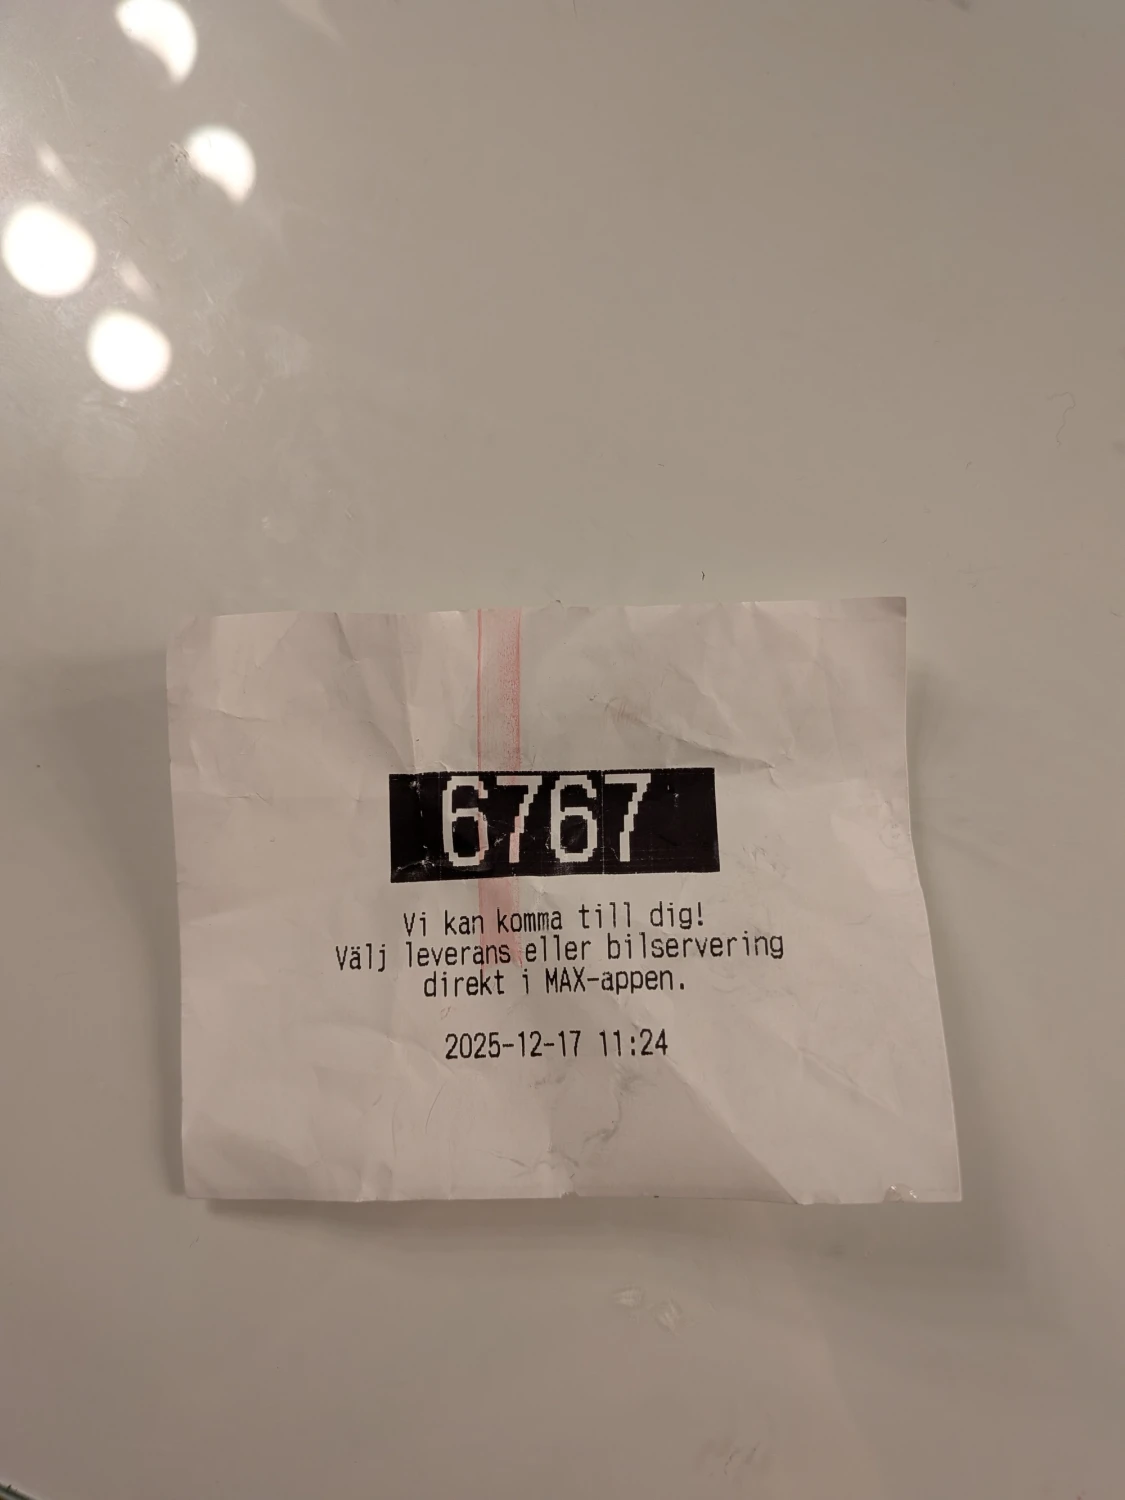 6767
Vi kan komma till dig!
Välj leverans eller bilservering
direkt i MAX-appen.
2025-12-17 11:24